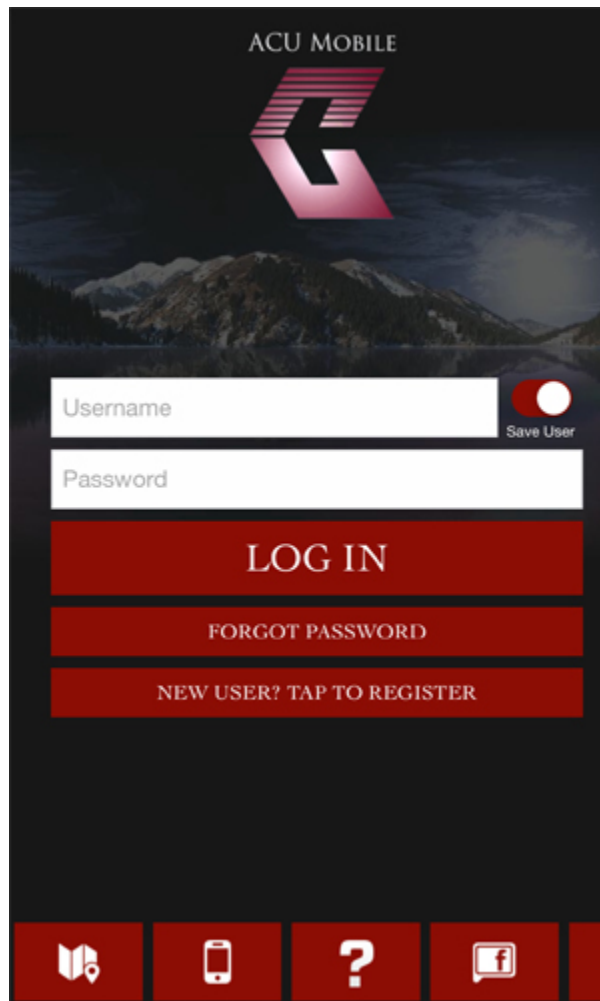 ACU MOBILE
Username
Save User
Password
LOG IN
FORGOT PASSWORD
NEW USER? TAP TO REGISTER
?
f